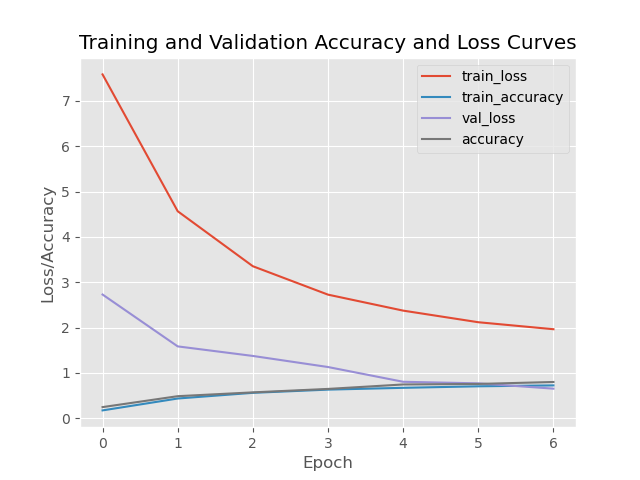 Training and Validation Accuracy and Loss Curves
train_loss
train_accuracy
val_loss
accuracy
Loss/Accuracy
7
6
5
4
3
2
1
0
0 1 2 3 4 5 6
Epoch